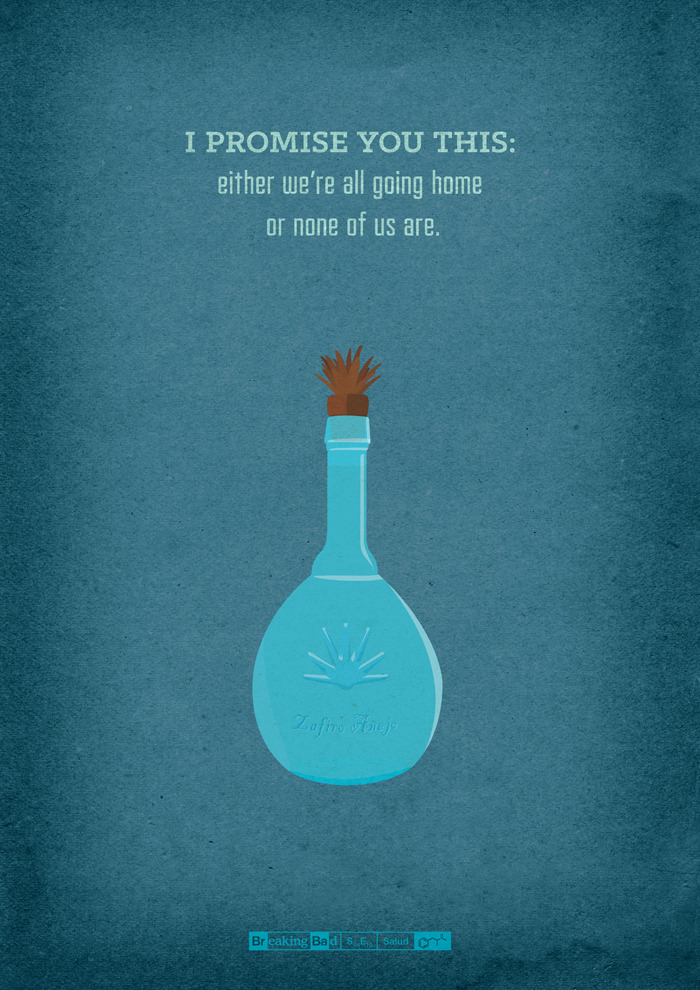 I PROMISE YOU THIS:
either we're all going home
or none of us are.
Zafiro Añejo
Breaking Bad Salud